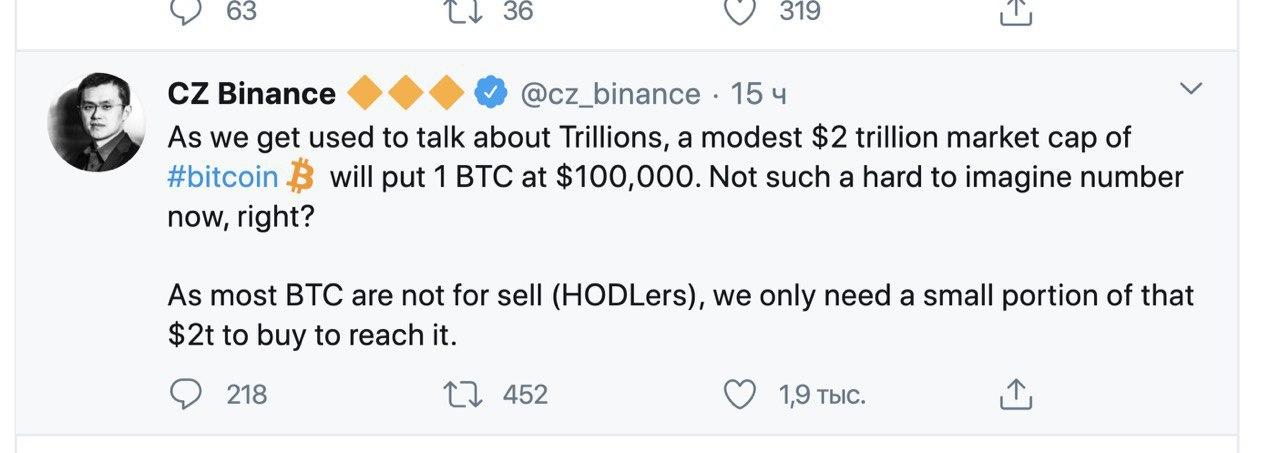 63 36 319
CZ Binance 🔶🔶🔶 @cz_binance · 15 ч
As we get used to talk about Trillions, a modest $2 trillion market cap of
#bitcoin ₿ will put 1 BTC at $100,000. Not such a hard to imagine number
now, right?
As most BTC are not for sell (HODLers), we only need a small portion of that
$2t to buy to reach it.
218 452 1,9 тыс.